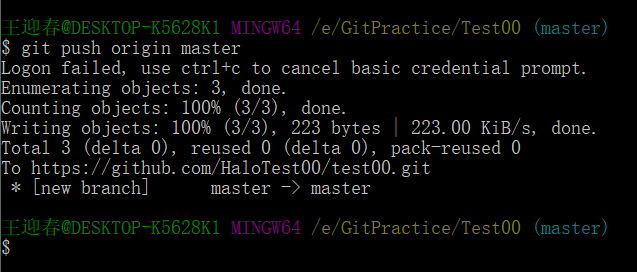 王迎春@DESKTOP-K5628K1 MINGW64 /e/GitPractice/Test00 (master)
$ git push origin master
Logon failed, use ctrl+c to cancel basic credential prompt.
Enumerating objects: 3, done.
Counting objects: 100% (3/3), done.
Writing objects: 100% (3/3), 223 bytes | 223.00 KiB/s, done.
Total 3 (delta 0), reused 0 (delta 0), pack-reused 0
To https://github.com/HaloTest00/test00.git
 * [new branch]      master -> master
王迎春@DESKTOP-K5628K1 MINGW64 /e/GitPractice/Test00 (master)
$